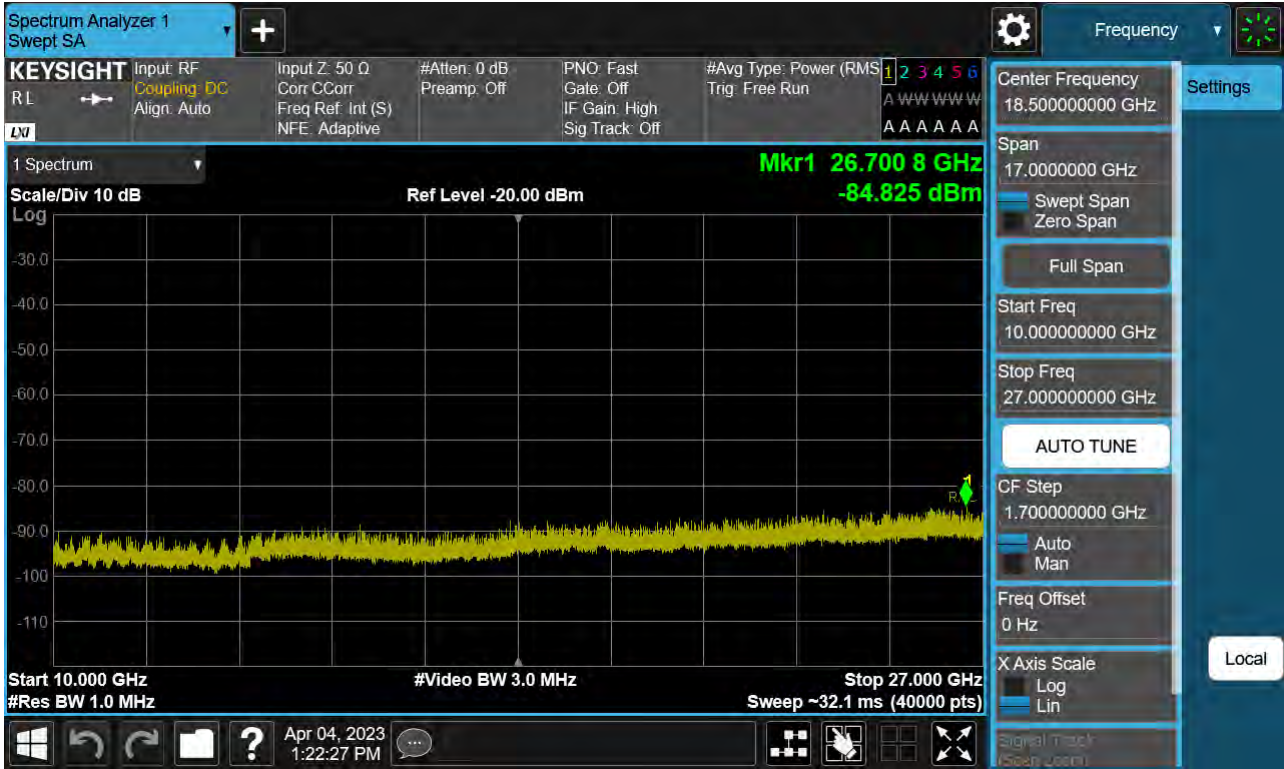 Spectrum Analyzer 1
Swept SA
Frequency
KEYSIGHT
RL
LXI
Input: RF
Coupling: DC
Align: Auto
Input Z: 50 Ω
Corr CCorr
Freq Ref: Int (S)
NFE: Adaptive
#Atten: 0 dB
Preamp: Off
PNO: Fast
Gate: Off
IF Gain: High
Sig Track: Off
#Avg Type: Power (RMS
Trig: Free Run
1 2 3 4 5 6
A W W W W W
A A A A A A
1 Spectrum
Mkr1 26.700 8 GHz
Scale/Div 10 dB
Ref Level -20.00 dBm
-84.825 dBm
Log
-30.0
-40.0
-50.0
-60.0
-70.0
-80.0
-90.0
-100
-110
1
Start 10.000 GHz
#Video BW 3.0 MHz
Stop 27.000 GHz
#Res BW 1.0 MHz
Sweep ~32.1 ms (40000 pts)
Apr 04, 2023
1:22:27 PM
Center Frequency
18.500000000 GHz
Settings
Span
17.0000000 GHz
Swept Span
Zero Span
Full Span
Start Freq
10.000000000 GHz
Stop Freq
27.000000000 GHz
AUTO TUNE
CF Step
1.700000000 GHz
Auto
Man
Freq Offset
0 Hz
X Axis Scale
Log
Lin
Local
Signal Track
(Span Zoom)